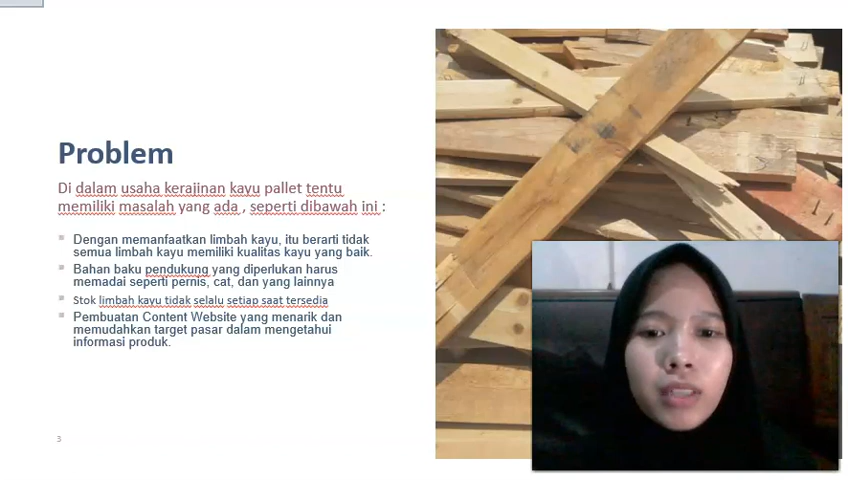 Problem
Di dalam usaha kerajinan kayu pallet tentu
memiliki masalah yang ada , seperti dibawah ini :
Dengan memanfaatkan limbah kayu, itu berarti tidak
semua limbah kayu memiliki kualitas kayu yang baik.
Bahan baku pendukung yang diperlukan harus
memadai seperti pernis, cat, dan yang lainnya
Stok limbah kayu tidak selalu setiap saat tersedia
Pembuatan Content Website yang menarik dan
memudahkan target pasar dalam mengetahui
informasi produk.
3